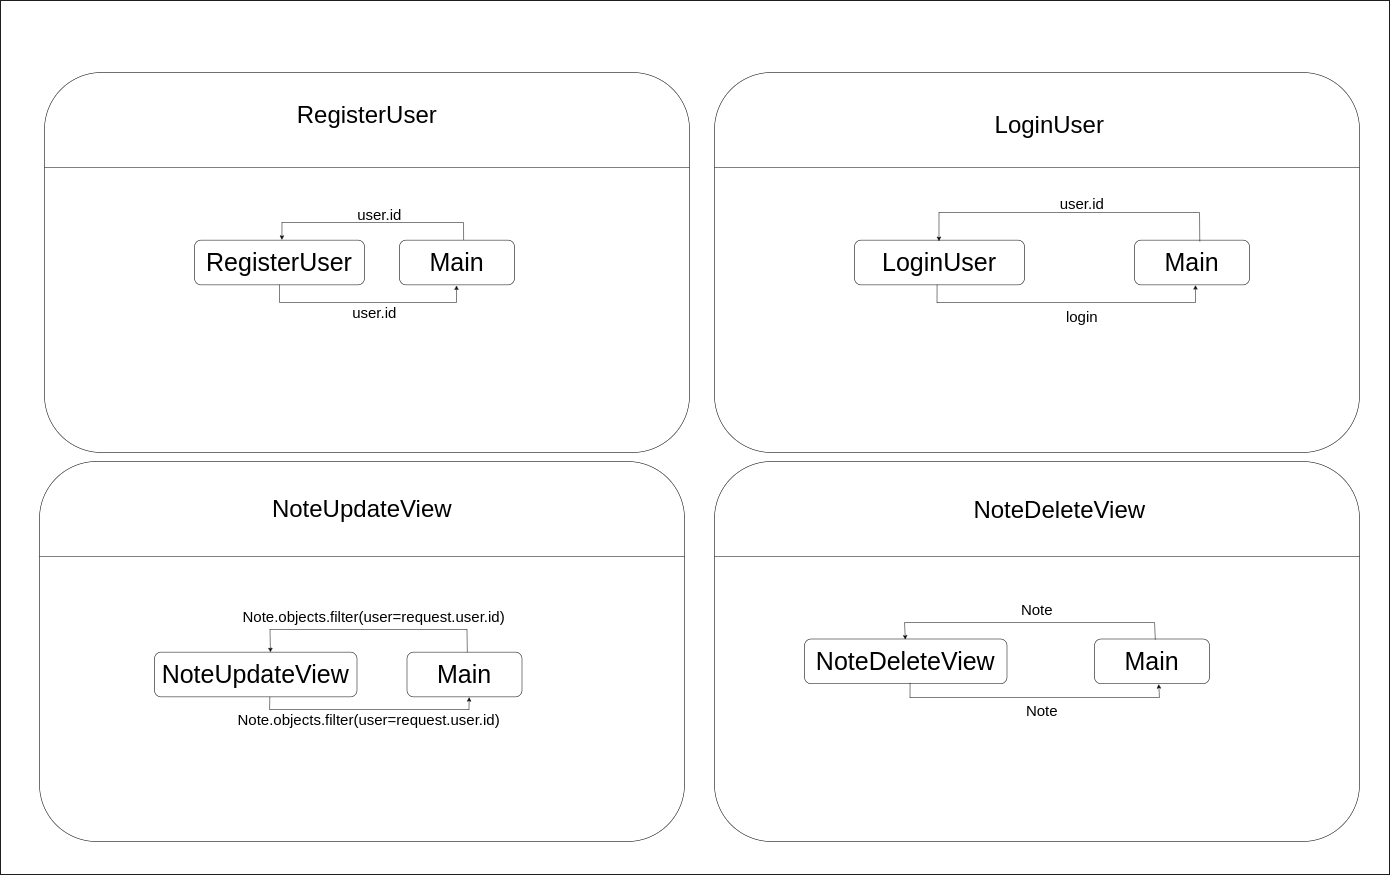 RegisterUser
user.id
RegisterUser
Main
user.id
LoginUser
user.id
LoginUser
Main
login
NoteUpdateView
Note.objects.filter(user=request.user.id)
NoteUpdateView
Main
Note.objects.filter(user=request.user.id)
NoteDeleteView
Note
NoteDeleteView
Main
Note